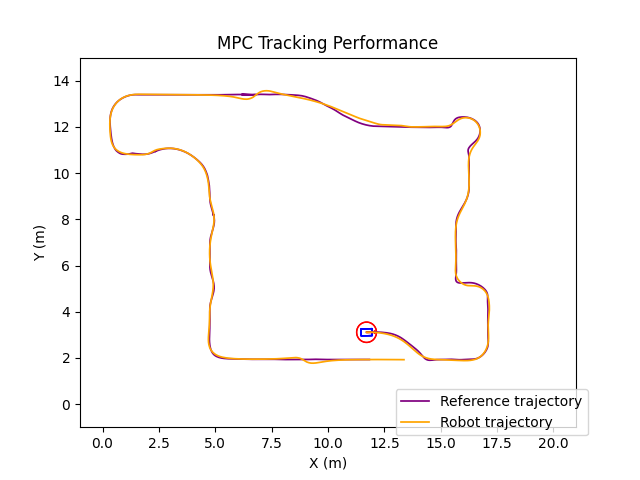 MPC Tracking Performance
14
12
10
8
6
4
2
0
Y (m)
0.0 2.5 5.0 7.5 10.0 12.5 15.0 17.5 20.0
X (m)
Reference trajectory
Robot trajectory